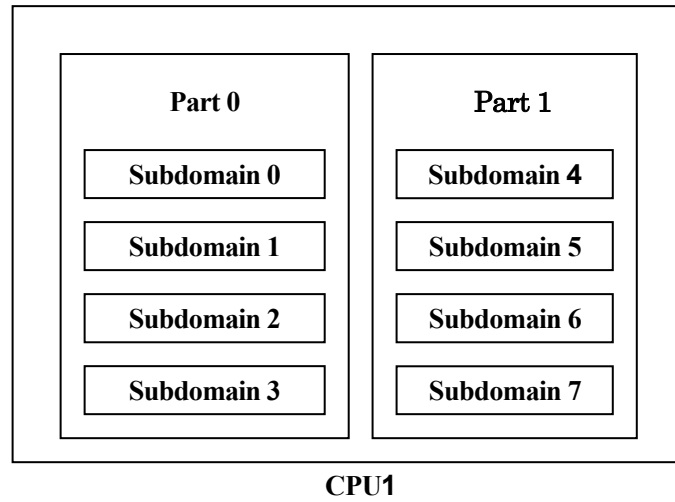 Part 0
Subdomain 0
Subdomain 1
Subdomain 2
Subdomain 3
Part 1
Subdomain 4
Subdomain 5
Subdomain 6
Subdomain 7
CPU1